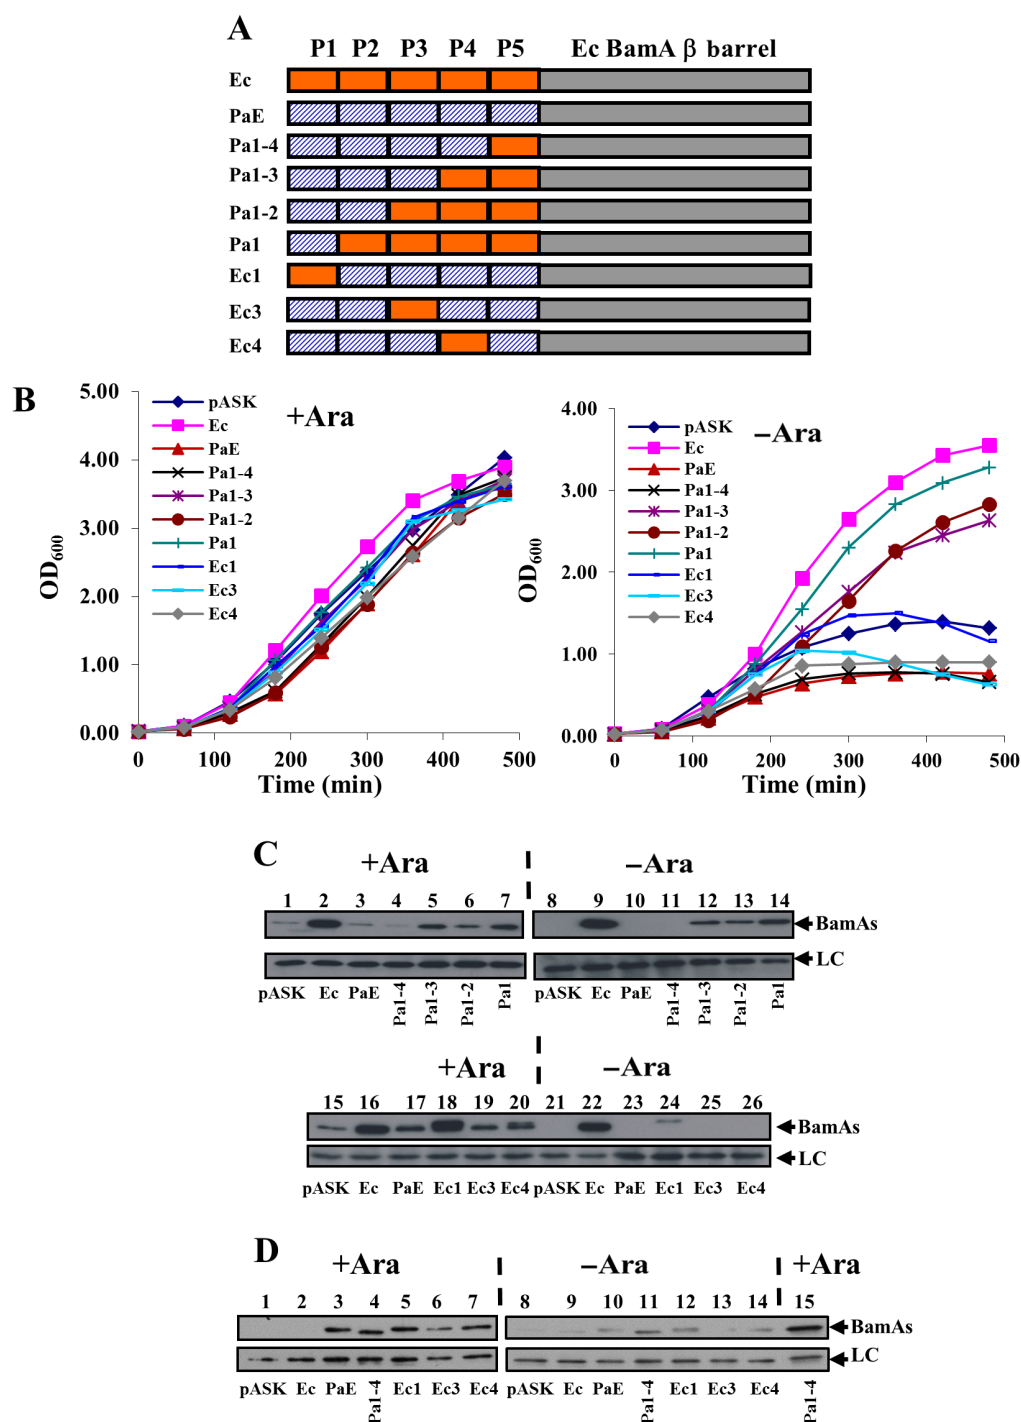 A
P1 P2 P3 P4 P5 Ec BamA β barrel
Ec
PaE
Pa1-4
Pa1-3
Pa1-2
Pa1
Ec1
Ec3
Ec4
B
+Ara
5.00
4.00
3.00
2.00
1.00
0.00
OD600
pASK
Ec
PaE
Pa1-4
Pa1-3
Pa1-2
Pa1
Ec1
Ec3
Ec4
0 100 200 300 400 500
Time (min)
–Ara
4.00
3.00
2.00
1.00
0.00
OD600
pASK
Ec
PaE
Pa1-4
Pa1-3
Pa1-2
Pa1
Ec1
Ec3
Ec4
0 100 200 300 400 500
Time (min)
C
+Ara –Ara
1 2 3 4 5 6 7 8 9 10 11 12 13 14
BamAs
LC
pASK Ec PaE Pa1-4 Pa1-3 Pa1-2 Pa1 pASK Ec PaE Pa1-4 Pa1-3 Pa1-2 Pa1
+Ara –Ara
15 16 17 18 19 20 21 22 23 24 25 26
BamAs
LC
pASK Ec PaE Ec1 Ec3 Ec4 pASK Ec PaE Ec1 Ec3 Ec4
D
+Ara –Ara +Ara
1 2 3 4 5 6 7 8 9 10 11 12 13 14 15
BamAs
LC
pASK Ec PaE Pa1-4 Ec1 Ec3 Ec4 pASK Ec PaE Pa1-4 Ec1 Ec3 Ec4 Pa1-4